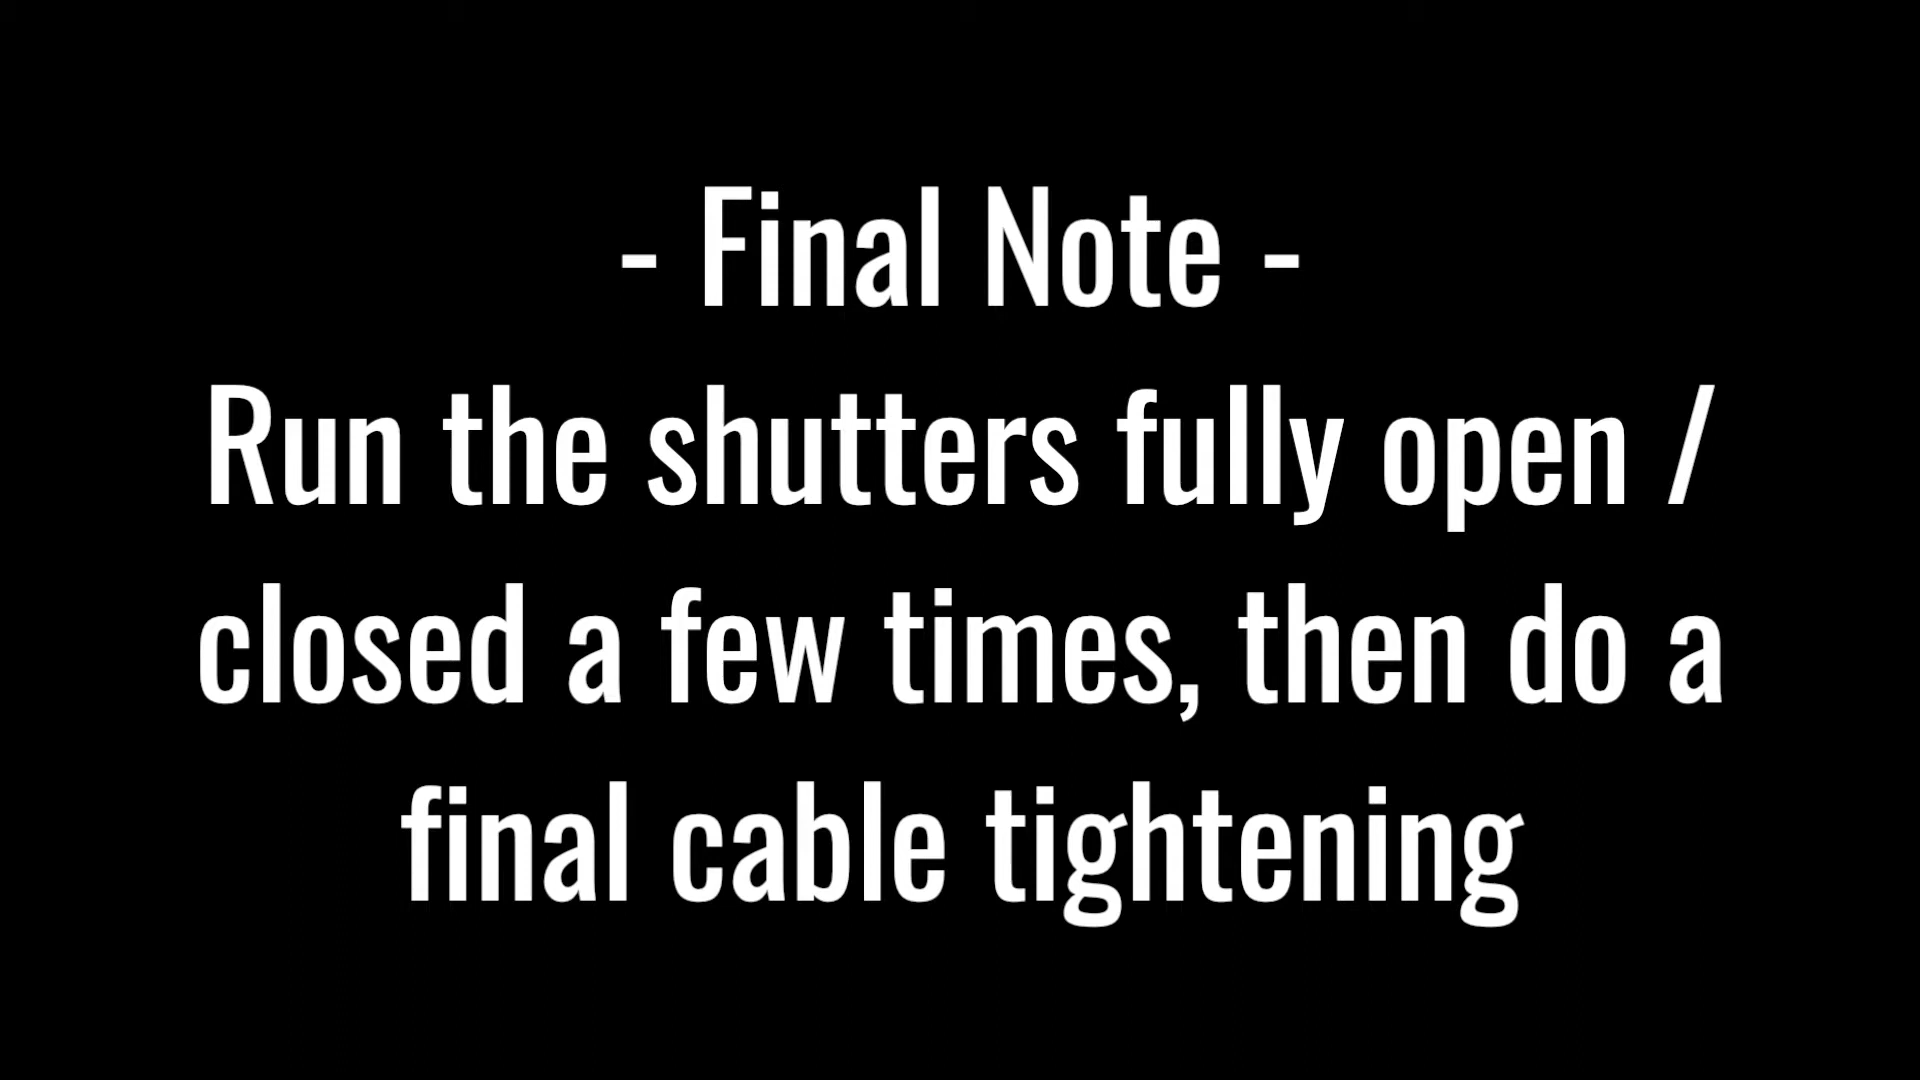 - Final Note -
Run the shutters fully open /
closed a few times, then do a
final cable tightening